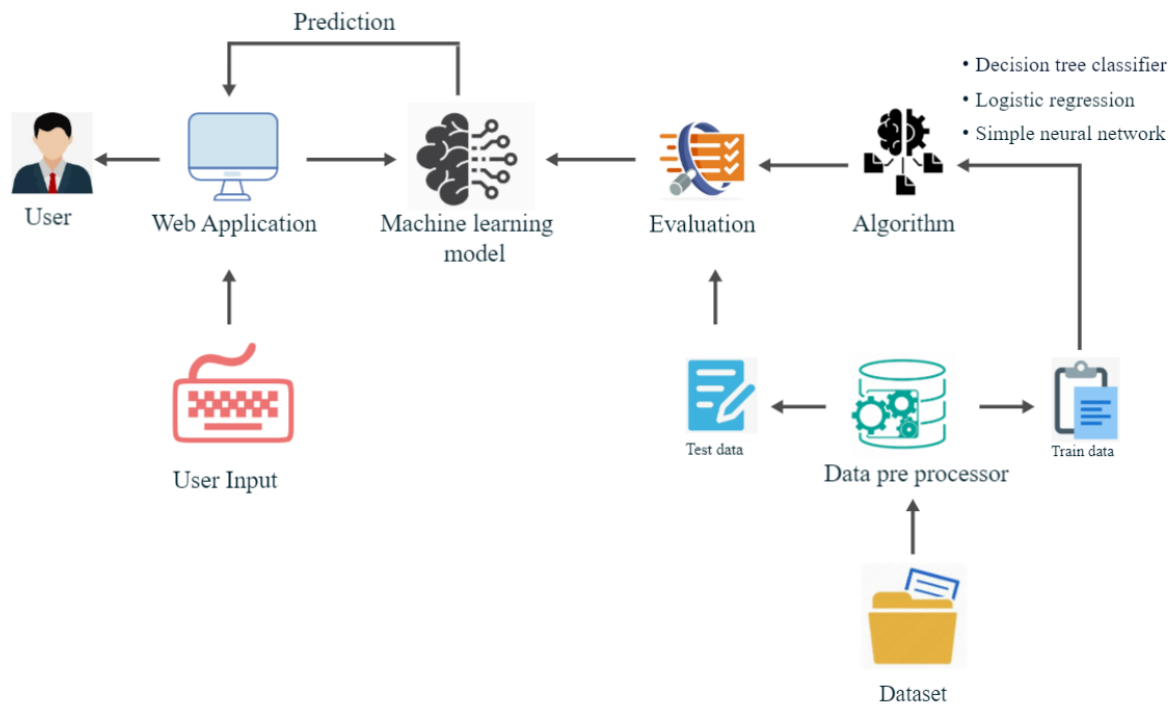 Prediction
• Decision tree classifier
• Logistic regression
• Simple neural network
User
Web Application
Machine learning
model
Evaluation
Algorithm
Test data
Train data
User Input
Data pre processor
Dataset